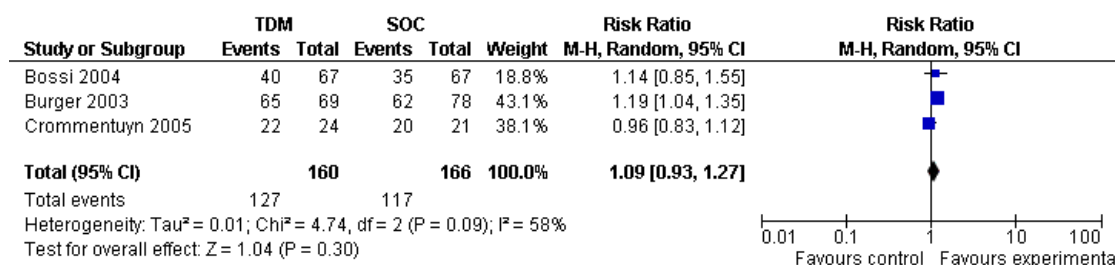 TDM SOC Risk Ratio Risk Ratio
Study or Subgroup Events Total Events Total Weight M-H, Random, 95% CI M-H, Random, 95% CI
Bossi 2004 40 67 35 67 18.8% 1.14 [0.85, 1.55]
Burger 2003 65 69 62 78 43.1% 1.19 [1.04, 1.35]
Crommentuyn 2005 22 24 20 21 38.1% 0.96 [0.83, 1.12]
Total (95% CI) 160 166 100.0% 1.09 [0.93, 1.27]
Total events 127 117
Heterogeneity: Tau² = 0.01; Chi² = 4.74, df = 2 (P = 0.09); I² = 58%
Test for overall effect: Z = 1.04 (P = 0.30)
0.01 0.1 1 10 100
Favours control Favours experimenta